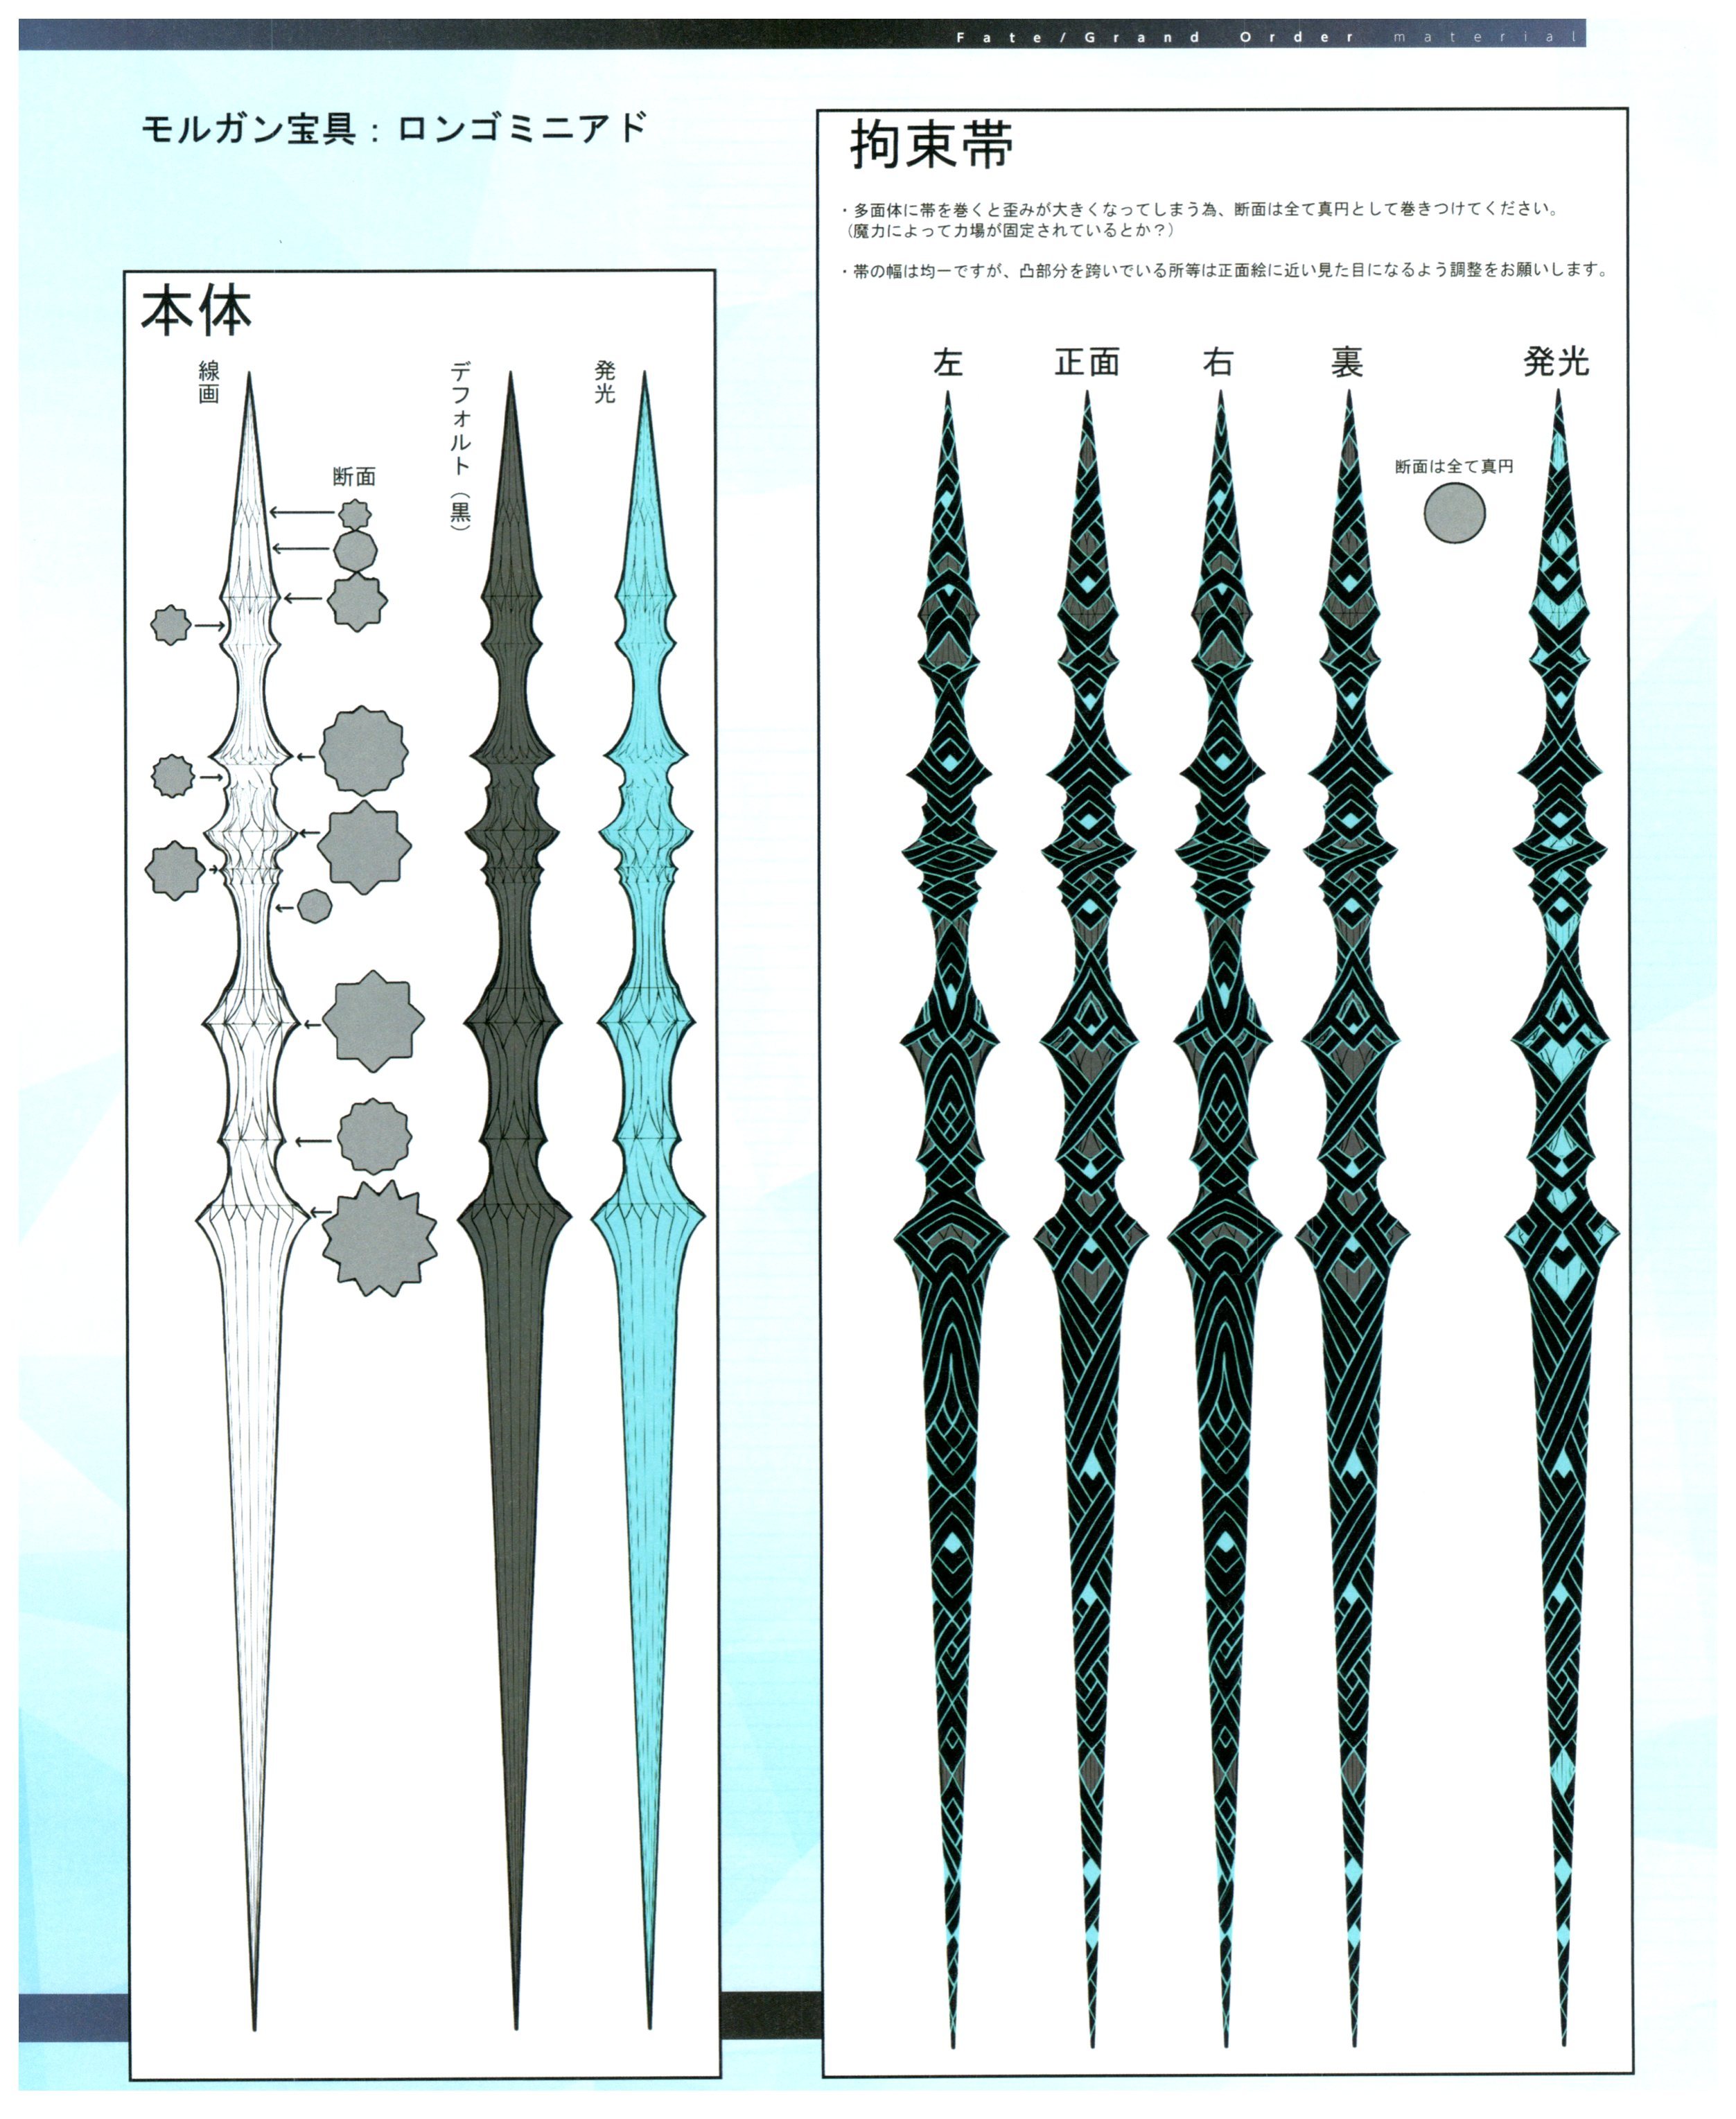 Fate/Grand Order material
モルガン宝具：ロンゴミニアド
本体
線画
断面
デフォルト（黒）
発光
拘束帯
・多面体に帯を巻くと歪みが大きくなってしまう為、断面は全て真円として巻きつけてください。
（魔力によって力場が固定されているとか？）
・帯の幅は均一ですが、凸部分を跨いでいる所等は正面絵に近い見た目になるよう調整をお願いします。
左
正面
右
裏
発光
断面は全て真円